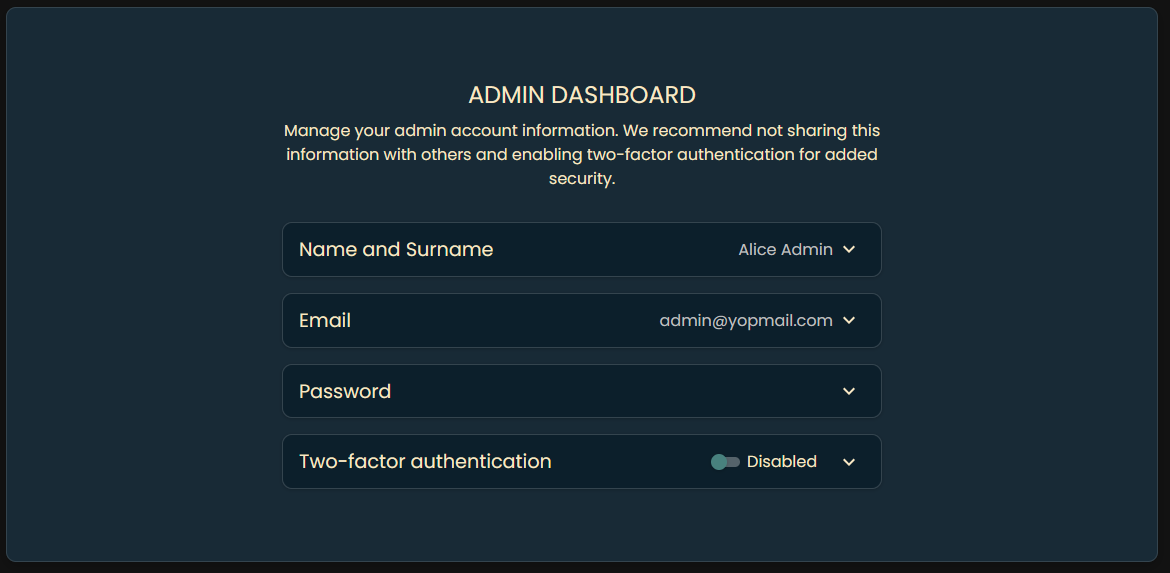 ADMIN DASHBOARD
Manage your admin account information. We recommend not sharing this
information with others and enabling two-factor authentication for added
security.
Name and Surname Alice Admin
Email admin@yopmail.com
Password
Two-factor authentication Disabled